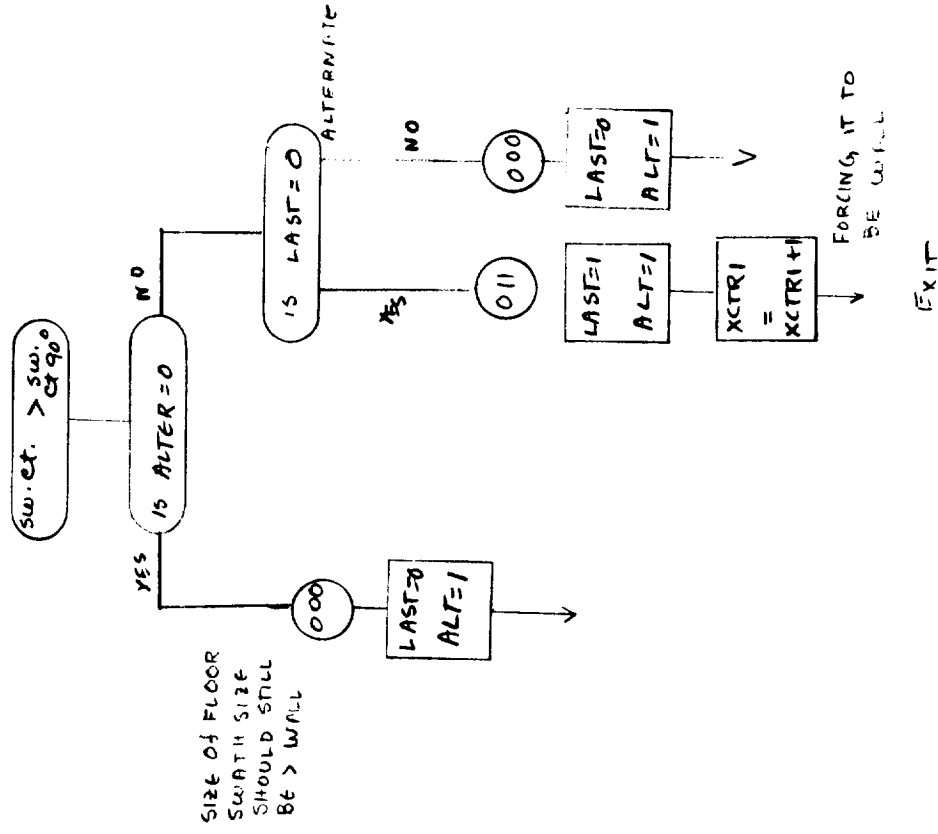 sw. ct. > sw.
ct 90°
IS ALTER=0
YES
NO
000
LAST=0
ALT=1
SIZE OF FLOOR
SWATH SIZE
SHOULD STILL
BE > WALL
IS LAST=0
ALTERNATE
YES
NO
011
000
LAST=1
ALT=1
LAST=0
ALT=1
XCTR1
=
XCTR1+1
FORCING IT TO
BE WALL
EXIT